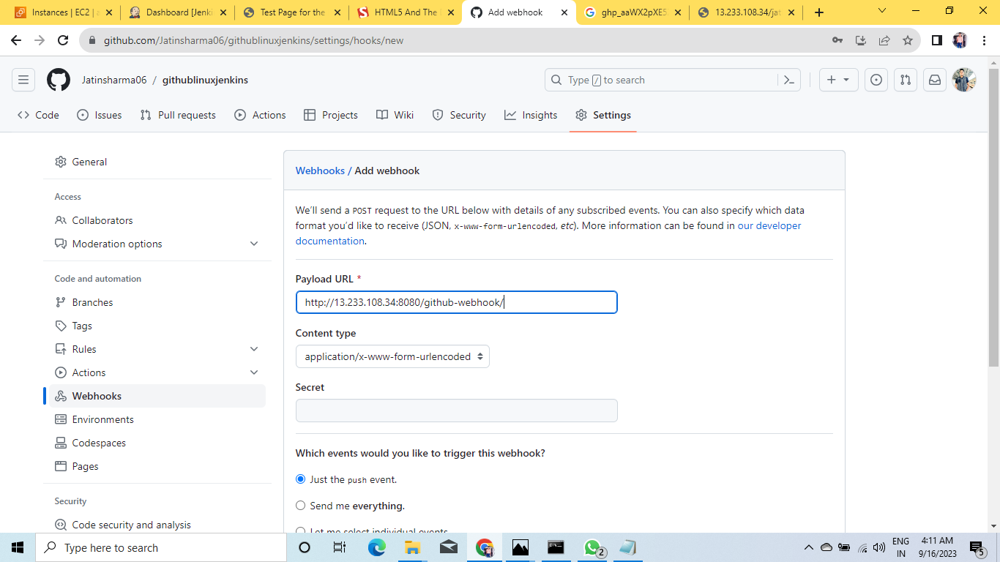 Instances | EC2 | a
Dashboard [Jenki
Test Page for the
HTML5 And The
Add webhook
ghp_aaWX2pXE5
13.233.108.34/jat
github.com/Jatinsharma06/githublinuxjenkins/settings/hooks/new
Jatinsharma06 / githublinuxjenkins
Type / to search
Code
Issues
Pull requests
Actions
Projects
Wiki
Security
Insights
Settings
General
Access
Collaborators
Moderation options
Code and automation
Branches
Tags
Rules
Actions
Webhooks
Environments
Codespaces
Pages
Security
Code security and analysis
Webhooks / Add webhook
We'll send a POST request to the URL below with details of any subscribed events. You can also specify which data
format you'd like to receive (JSON, x-www-form-urlencoded, etc). More information can be found in our developer
documentation.
Payload URL *
http://13.233.108.34:8080/github-webhook/
Content type
application/x-www-form-urlencoded
Secret
Which events would you like to trigger this webhook?
Just the push event.
Send me everything.
Let me select individual events.
Type here to search
2
ENG
IN
4:11 AM
9/16/2023
5